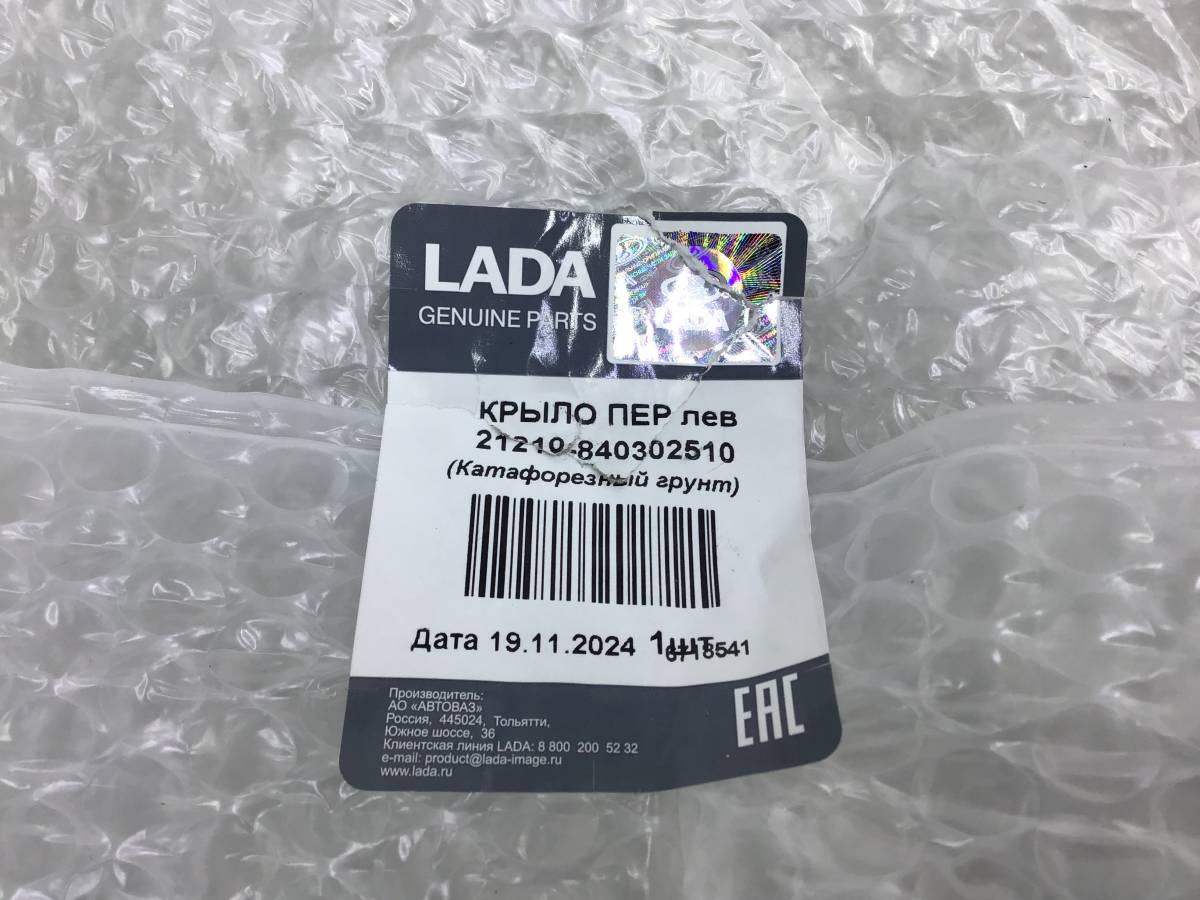 LADA
GENUINE PARTS
LADA
КРЫЛО ПЕР лев
21210-840302510
(Катафорезный грунт)
Дата 19.11.2024 1шт
6718541
Производитель:
АО «АВТОВАЗ»
Россия, 445024, Тольятти,
Южное шоссе, 36
Клиентская линия LADA: 8 800 200 52 32
e-mail: product@lada-image.ru
www.lada.ru
EAC